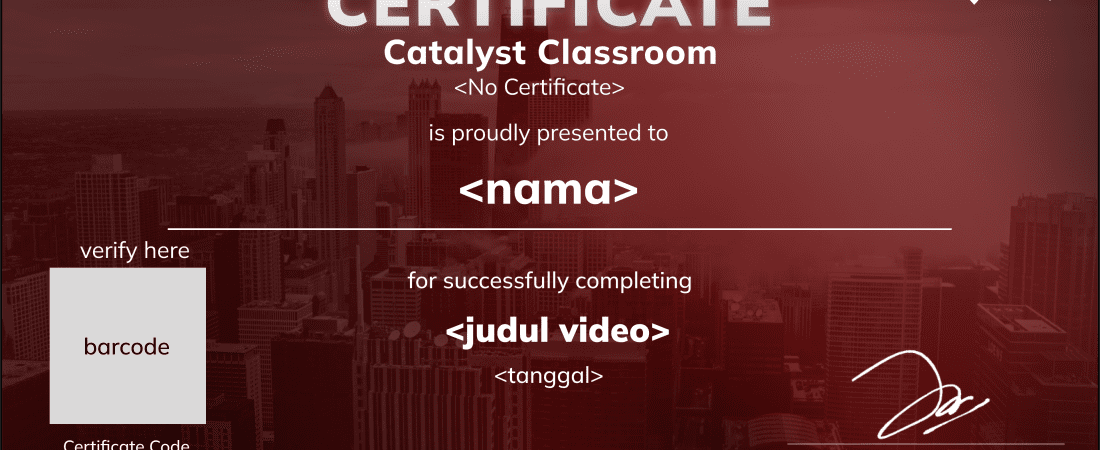 CERTIFICATE
Catalyst Classroom
<No Certificate>
is proudly presented to
<nama>
verify here
for successfully completing
barcode
<judul video>
<tanggal>
Certificate Code